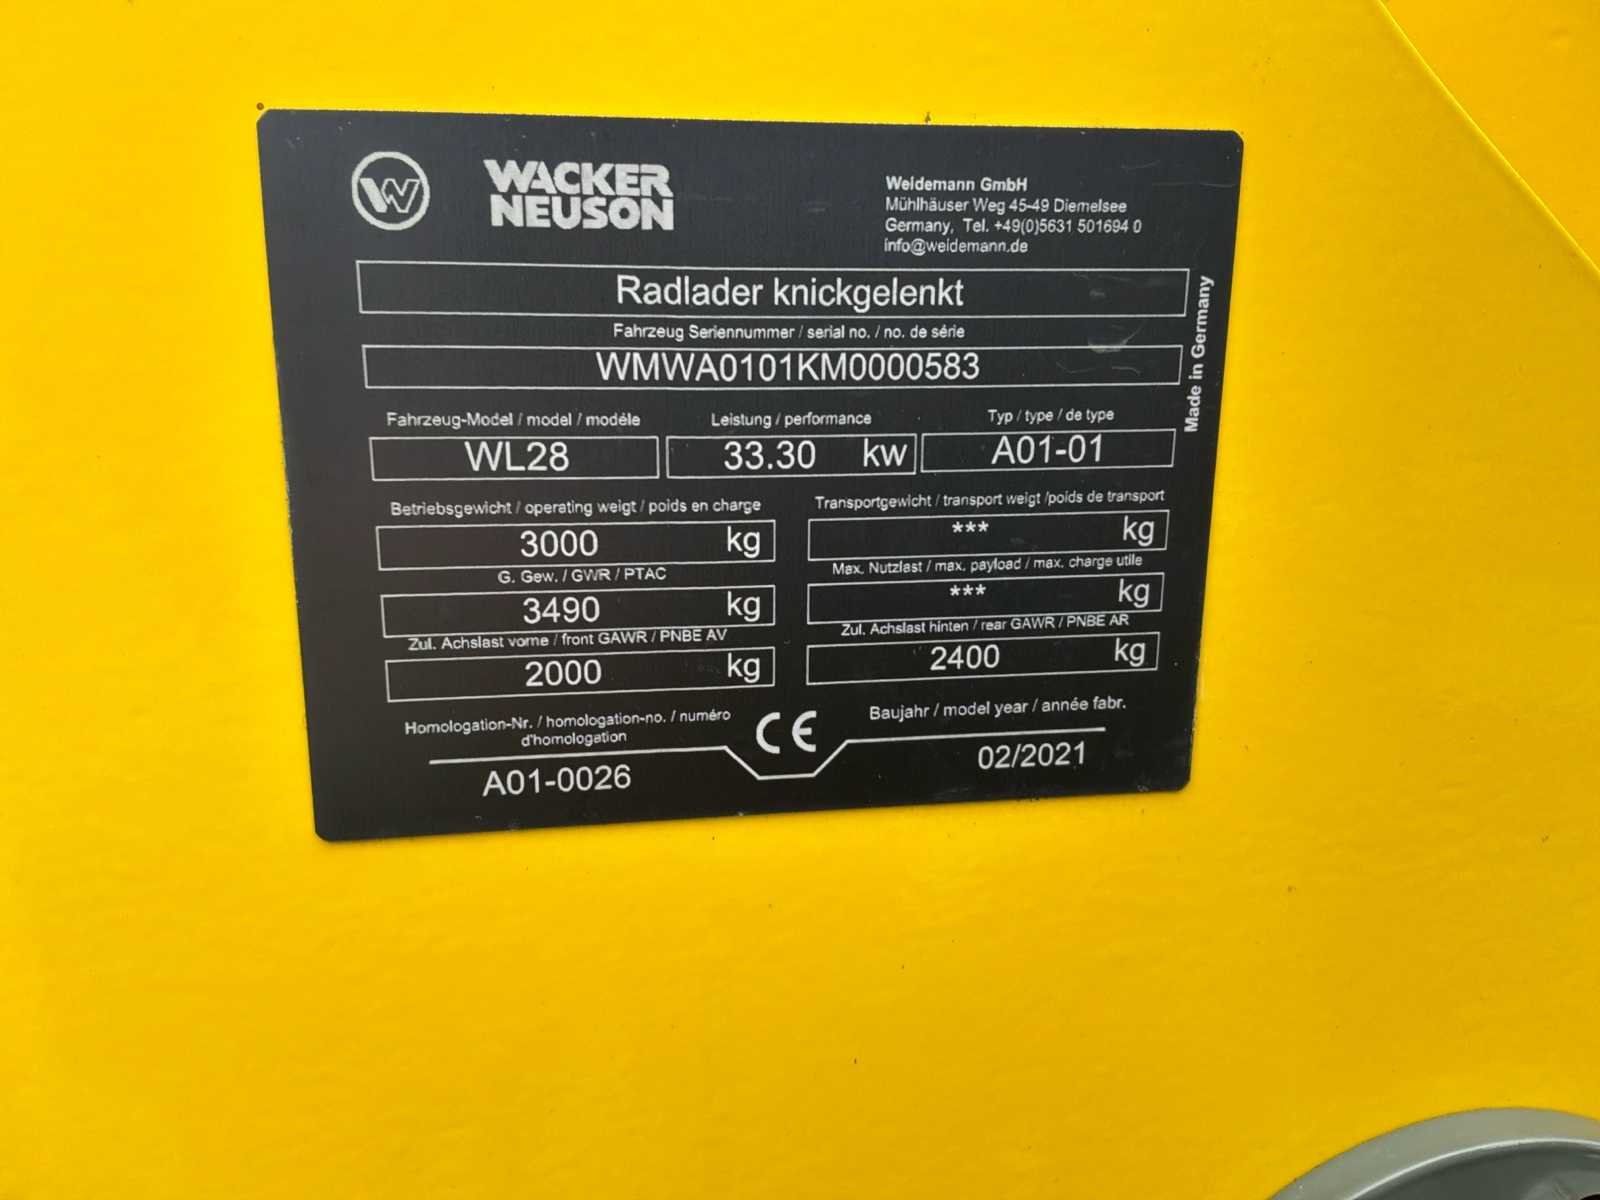 WACKER
NEUSON
Weidemann GmbH
Mühlhäuser Weg 45-49 Diemelsee
Germany, Tel. +49(0)5631 501694 0
info@weidemann.de
Radlader knickgelenkt
Fahrzeug Seriennummer / serial no. / no. de série
WMWA0101KM0000583
Made in Germany
Fahrzeug-Model / model / modéle Leistung / performance Typ / type / de type
WL28 33.30 kw A01-01
Betriebsgewicht / operating weigt / poids en charge Transportgewicht / transport weigt /poids de transport
3000 kg *** kg
G. Gew. / GWR / PTAC Max. Nutzlast / max. payload / max. charge utile
3490 kg *** kg
Zul. Achslast vorne / front GAWR / PNBE AV Zul. Achslast hinten / rear GAWR / PNBE AR
2000 kg 2400 kg
Homologation-Nr. / homologation-no. / numéro
d'homologation
CE
Baujahr / model year / année fabr.
A01-0026 02/2021